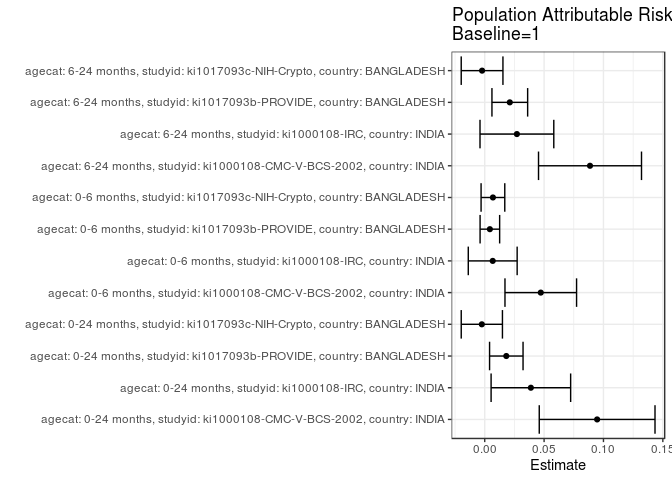 Population Attributable Risk
Baseline=1
agecat: 6-24 months, studyid: ki1017093c-NIH-Crypto, country: BANGLADESH
agecat: 6-24 months, studyid: ki1017093b-PROVIDE, country: BANGLADESH
agecat: 6-24 months, studyid: ki1000108-IRC, country: INDIA
agecat: 6-24 months, studyid: ki1000108-CMC-V-BCS-2002, country: INDIA
agecat: 0-6 months, studyid: ki1017093c-NIH-Crypto, country: BANGLADESH
agecat: 0-6 months, studyid: ki1017093b-PROVIDE, country: BANGLADESH
agecat: 0-6 months, studyid: ki1000108-IRC, country: INDIA
agecat: 0-6 months, studyid: ki1000108-CMC-V-BCS-2002, country: INDIA
agecat: 0-24 months, studyid: ki1017093c-NIH-Crypto, country: BANGLADESH
agecat: 0-24 months, studyid: ki1017093b-PROVIDE, country: BANGLADESH
agecat: 0-24 months, studyid: ki1000108-IRC, country: INDIA
agecat: 0-24 months, studyid: ki1000108-CMC-V-BCS-2002, country: INDIA
0.00 0.05 0.10 0.15
Estimate